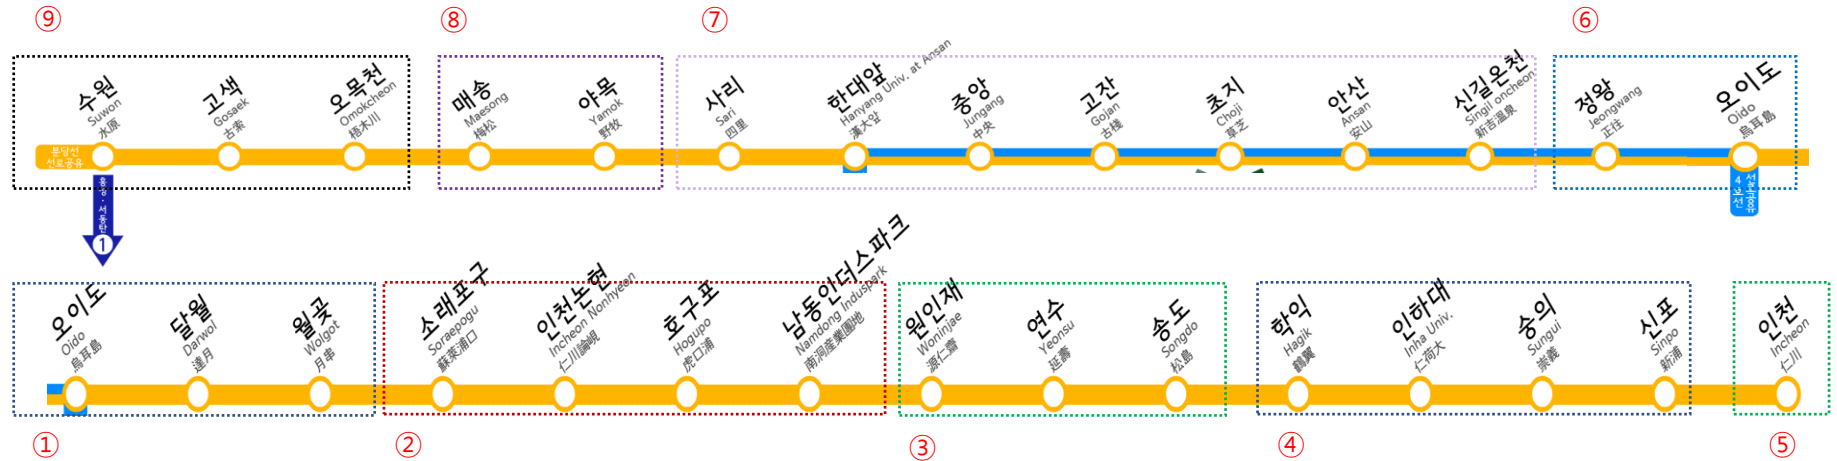 ⑨
⑧
⑦
⑥
수원
Suwon
水原
고색
Gosaek
古索
오목천
Omokcheon
梧木川
매송
Maesong
梅松
야목
Yamok
野牧
사리
Sari
四里
한대앞
Hanyang Univ. at Ansan
漢大앞
중앙
Jungang
中央
고잔
Gojan
古棧
초지
Choji
草芝
안산
Ansan
安山
신길온천
Singil oncheon
新吉溫泉
정왕
Jeongwang
正往
오이도
Oido
烏耳島
분당선
선로공유
4호선
선로공유
1
오이도
Oido
烏耳島
달월
Darwol
達月
월곶
Wolgot
月串
소래포구
Soraepogu
蘇萊浦口
인천논현
Incheon Nonhyeon
仁川論峴
호구포
Hogupo
虎口浦
남동인더스파크
Namdong Induspark
南洞産業團地
원인재
Woninjae
源仁齋
연수
Yeonsu
延壽
송도
Songdo
松島
학익
Hagik
鶴翼
인하대
Inha Univ.
仁荷大
숭의
Sungui
崇義
신포
Sinpo
新浦
인천
Incheon
仁川
①
②
③
④
⑤